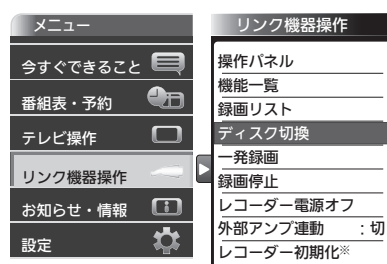 メニュー
今すぐできること
番組表・予約
テレビ操作
リンク機器操作
お知らせ・情報
設定
リンク機器操作
操作パネル
機能一覧
録画リスト
ディスク切換
一発録画
録画停止
レコーダー電源オフ
外部アンプ連動　：切
レコーダー初期化※